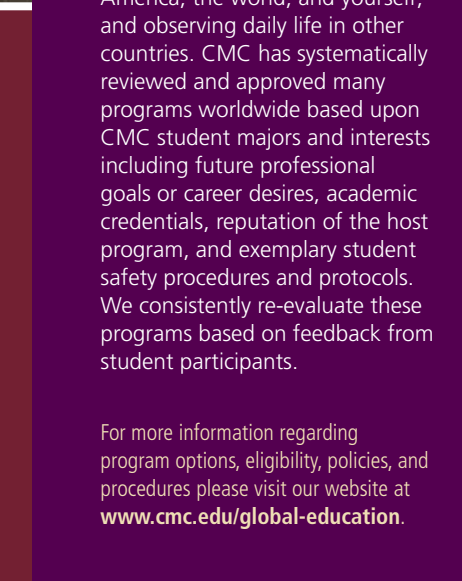 America, the world, and yourself,
and observing daily life in other
countries. CMC has systematically
reviewed and approved many
programs worldwide based upon
CMC student majors and interests
including future professional
goals or career desires, academic
credentials, reputation of the host
program, and exemplary student
safety procedures and protocols.
We consistently re-evaluate these
programs based on feedback from
student participants.
For more information regarding
program options, eligibility, policies, and
procedures please visit our website at
www.cmc.edu/global-education.